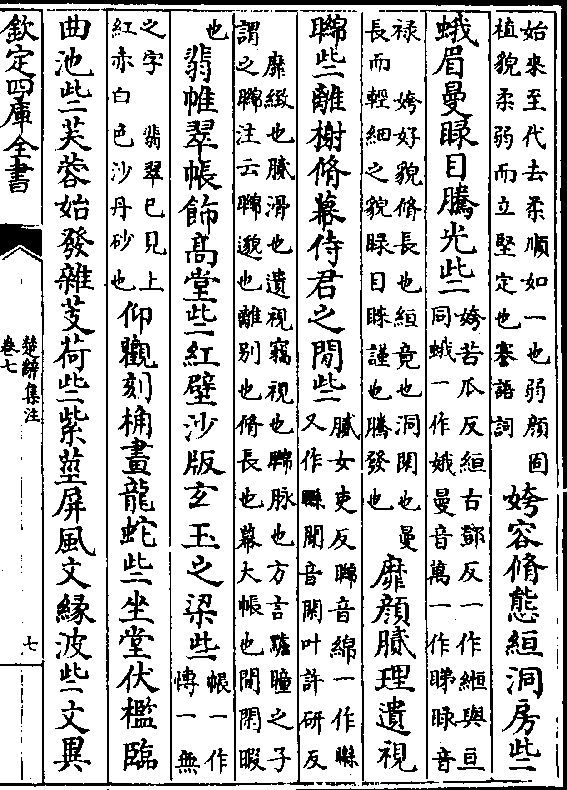 始來至代去柔順如一也弱顔固
植貌柔弱而立堅定也蹇語詞
姱容脩態絙洞房些
蛾眉曼睩目騰光些
姱苦瓜反絙古鄧反一作緪與亘
同蛾一作娥曼音萬一作睇睩音
禄 姱好貌脩長也絙竟也洞也曼
長而輕細之貌睩目睞謹也騰發也
靡顔膩理遺視
矊些離榭脩幕侍君之閒些
膩女吏反矊音綿一作
又作閒音閑叶許研反
靡緻也膩滑也遺視竊視也矊脉也方言瞳之子
謂之矊注云矊邈也離别也脩長也幕大帳也閒閑暇
也
翡帷翠帳飾高堂些紅壁沙版玄玉之梁些
帳一作
幬一無
之字 翡翠已見上
紅赤白色沙丹砂也
仰觀刻桷畫龍蛇些坐堂伏檻臨
曲池些芙蓉始發雜芰荷些紫莖屏風文緣波些文異
欽定四庫全書
楚辭集注
卷七
七